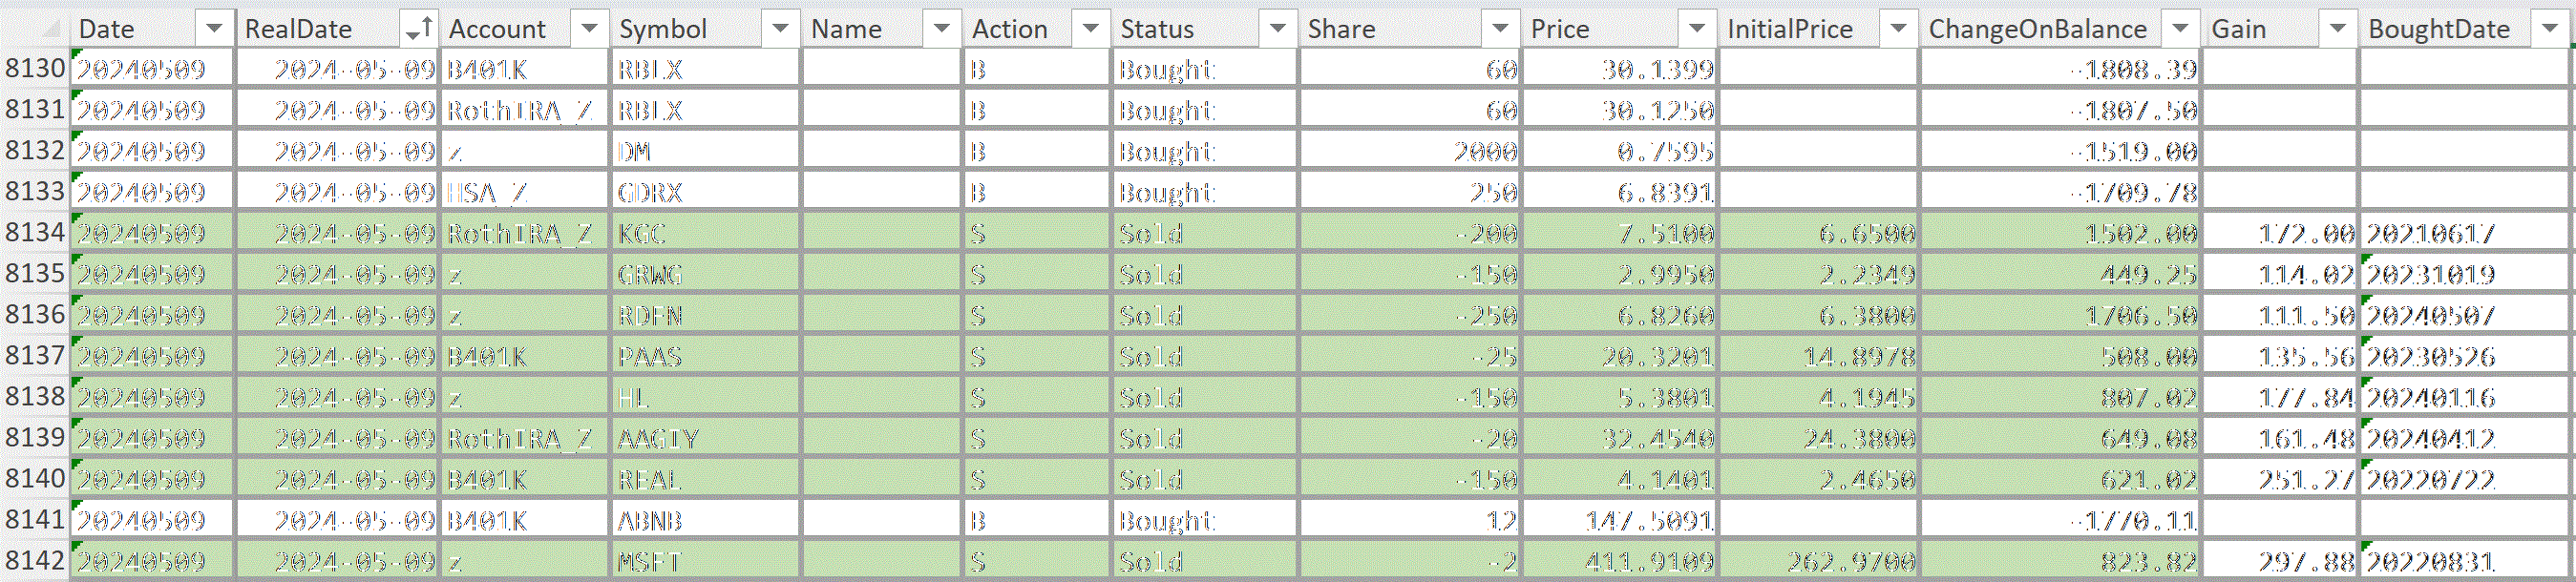 Date RealDate Account Symbol Name Action Status Share Price InitialPrice ChangeOnBalance Gain BoughtDate
8130 20240509 2024-05-09 B401K RBLX B Bought 60 30.1399 -1808.39
8131 20240509 2024-05-09 RothIRA_Z RBLX B Bought 60 30.1250 -1807.50
8132 20240509 2024-05-09 z DM B Bought 2000 0.7595 -1519.00
8133 20240509 2024-05-09 HSA_Z GDRX B Bought 250 6.8391 -1709.78
8134 20240509 2024-05-09 RothIRA_Z KGC S Sold -200 7.5100 6.6500 1502.00 172.00 20210617
8135 20240509 2024-05-09 z GRWG S Sold -150 2.9950 2.2349 449.25 114.02 20231019
8136 20240509 2024-05-09 z RDFN S Sold -250 6.8260 6.3800 1706.50 111.50 20240507
8137 20240509 2024-05-09 B401K PAAS S Sold -25 20.3201 14.8978 508.00 135.56 20230526
8138 20240509 2024-05-09 z HL S Sold -150 5.3801 4.1945 807.02 177.84 20240116
8139 20240509 2024-05-09 RothIRA_Z AAGIY S Sold -20 32.4540 24.3800 649.08 161.48 20240412
8140 20240509 2024-05-09 B401K REAL S Sold -150 4.1401 2.4650 621.02 251.27 20220722
8141 20240509 2024-05-09 B401K ABNB B Bought 12 147.5091 -1770.11
8142 20240509 2024-05-09 z MSFT S Sold -2 411.9109 262.9700 823.82 297.88 20220831